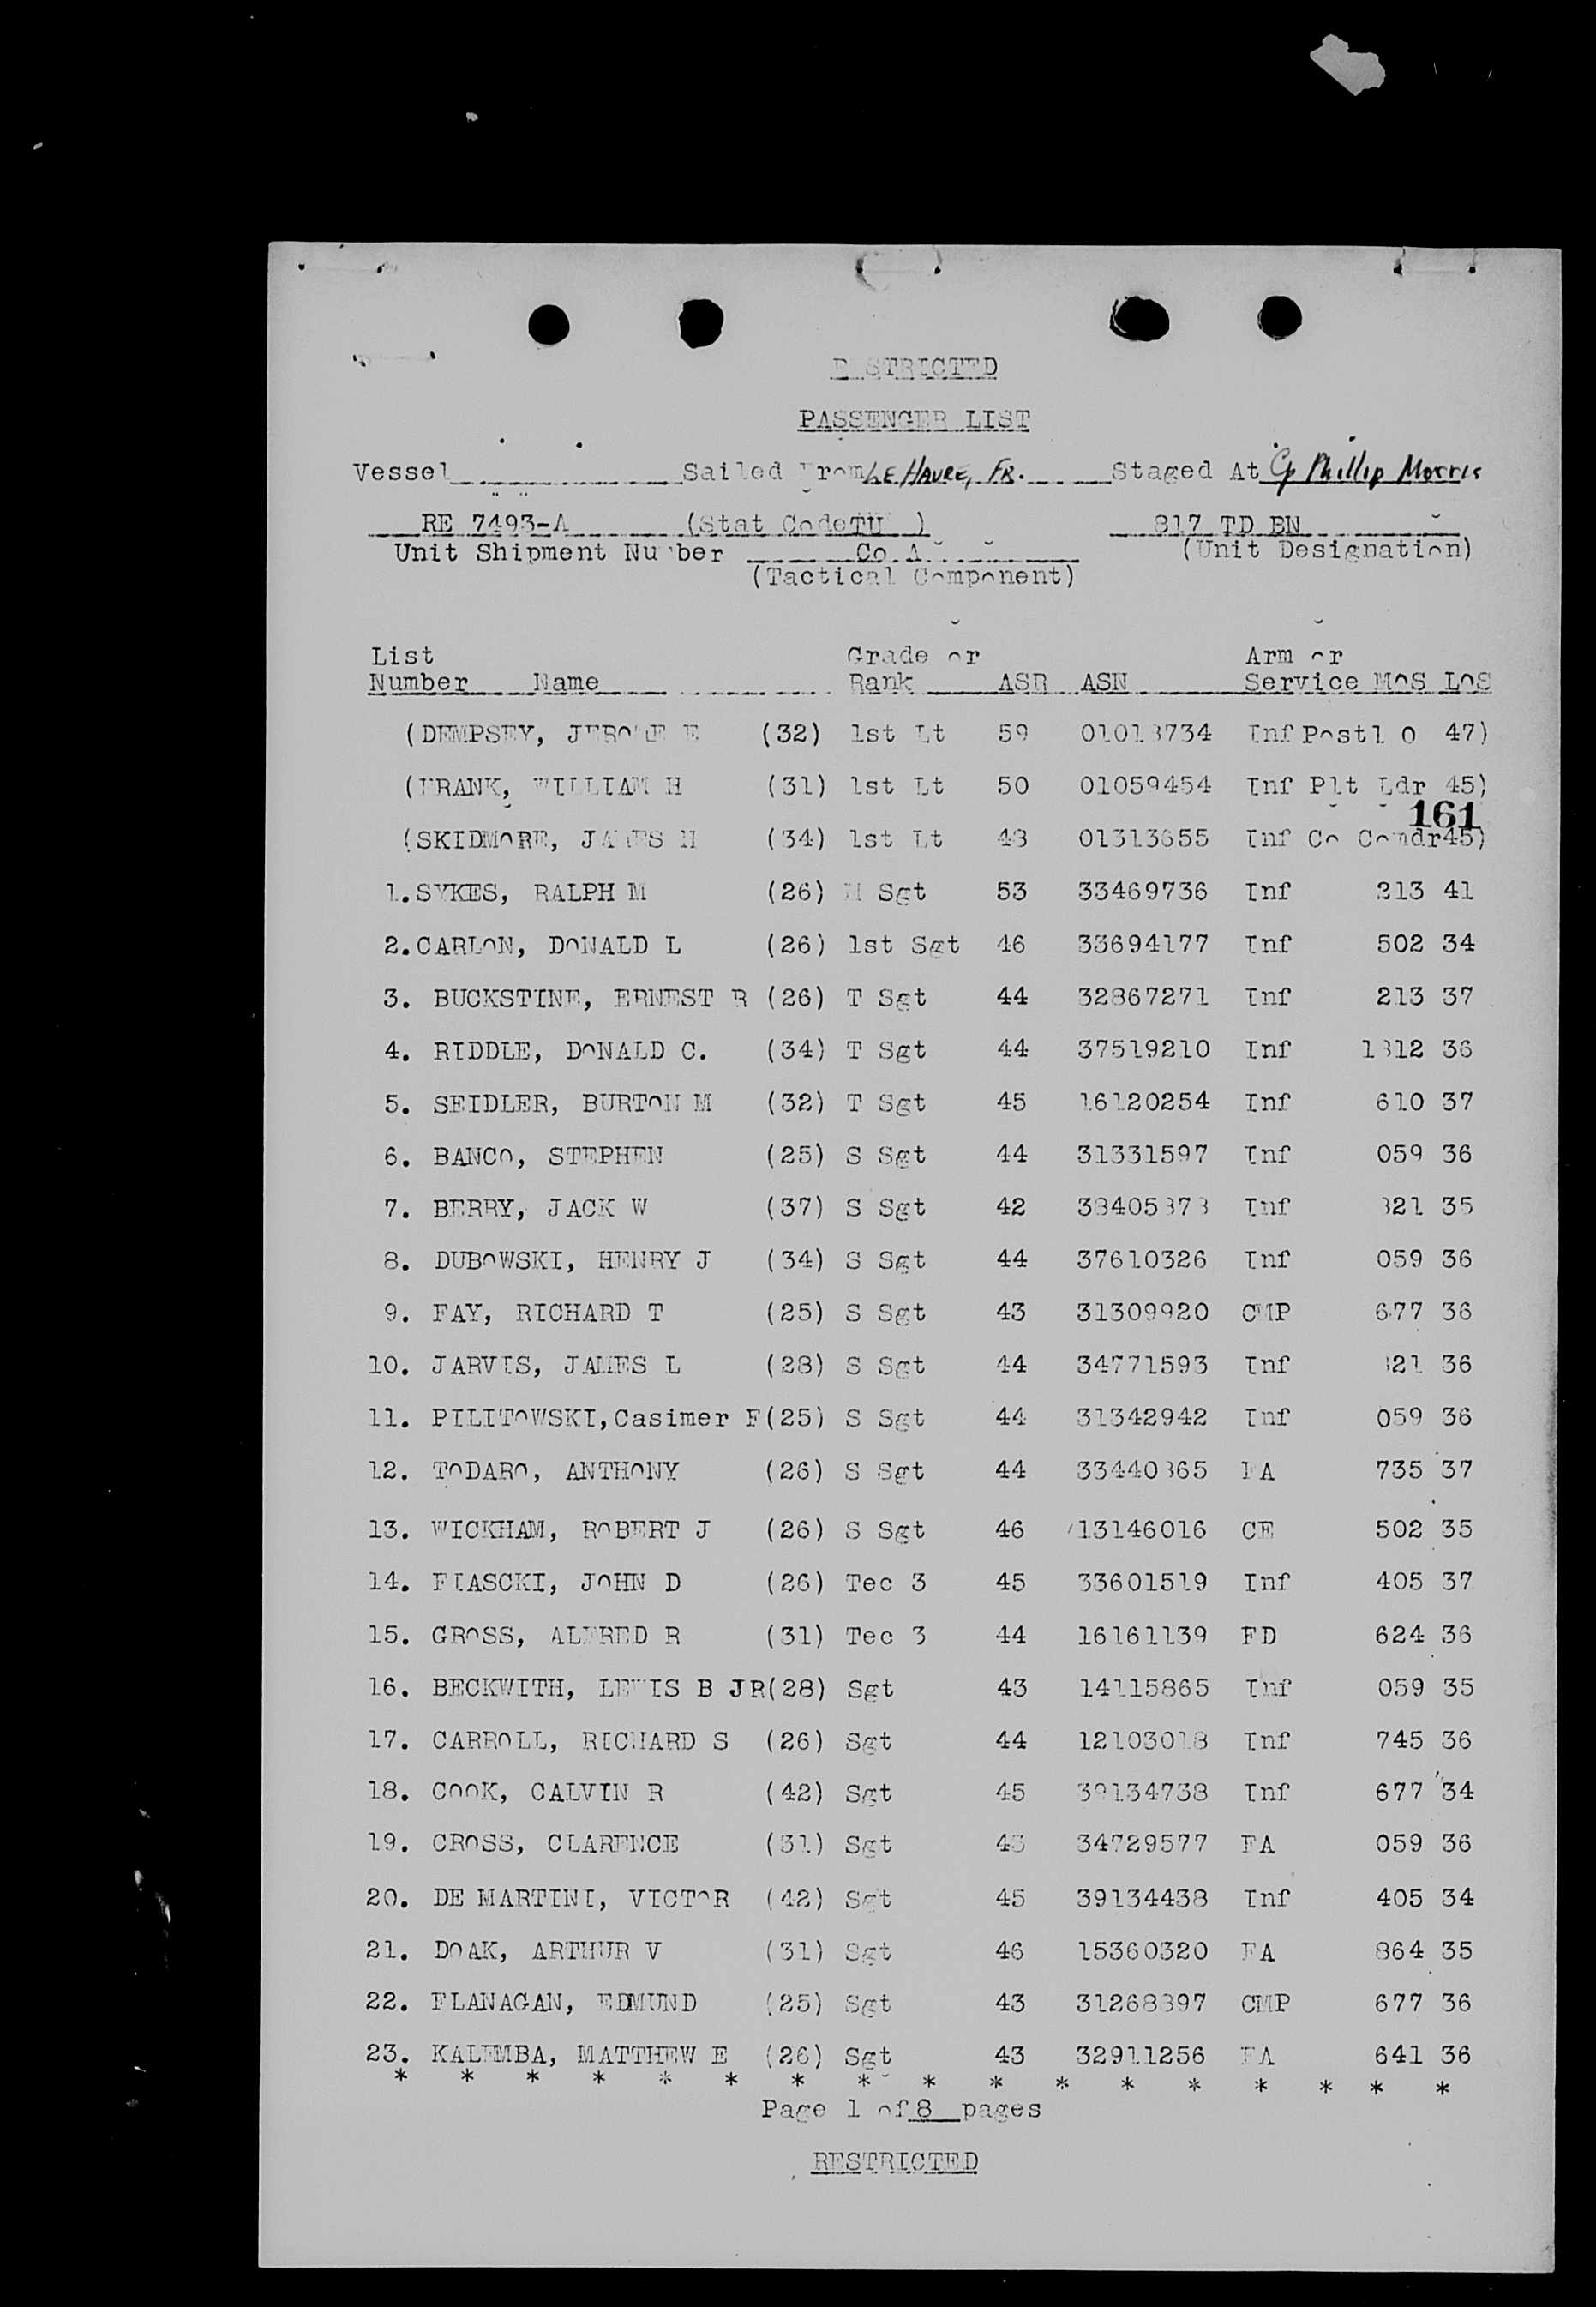 RESTRICTED
PASSENGER LIST
Vessel Sailed From LE HAVRE, FR. Staged At Cp Phillip Morris
RE 7493-A (Stat Code TU ) 817 TD BN
Unit Shipment Number Co A (Unit Designation)
(Tactical Component)
List Grade or Arm or
Number Name Rank ASR ASN Service MOS LOS
(DEMPSEY, JEROME E (32) 1st Lt 59 01018734 Inf Postl O 47)
(FRANK, WILLIAM H (31) 1st Lt 50 01059454 Inf Plt Ldr 45)
161
(SKIDMORE, JAMES H (34) 1st Lt 48 01313655 Inf Co Comdr 45)
1. SYKES, RALPH M (26) M Sgt 53 33469736 Inf 213 41
2. CARLON, DONALD L (26) 1st Sgt 46 33694177 Inf 502 34
3. BUCKSTINE, ERNEST R (26) T Sgt 44 32867271 Inf 213 37
4. RIDDLE, DONALD C. (34) T Sgt 44 37519210 Inf 1812 36
5. SEIDLER, BURTON M (32) T Sgt 45 16120254 Inf 610 37
6. BANCO, STEPHEN (25) S Sgt 44 31331597 Inf 059 36
7. BERRY, JACK W (37) S Sgt 42 38405878 Inf 821 35
8. DUBOWSKI, HENRY J (34) S Sgt 44 37610326 Inf 059 36
9. FAY, RICHARD T (25) S Sgt 43 31309920 CMP 677 36
10. JARVIS, JAMES L (28) S Sgt 44 34771593 Inf 821 36
11. PILITOWSKI, Casimer F (25) S Sgt 44 31342942 Inf 059 36
12. TODARO, ANTHONY (26) S Sgt 44 33440865 FA 735 37
13. WICKHAM, ROBERT J (26) S Sgt 46 13146016 CE 502 35
14. FIASCKI, JOHN D (26) Tec 3 45 33601519 Inf 405 37
15. GROSS, ALFRED R (31) Tec 3 44 16161139 FD 624 36
16. BECKWITH, LEWIS B JR (28) Sgt 43 14115865 Inf 059 35
17. CARROLL, RICHARD S (26) Sgt 44 12103018 Inf 745 36
18. COOK, CALVIN R (42) Sgt 45 39134738 Inf 677 34
19. CROSS, CLARENCE (31) Sgt 43 34729577 FA 059 36
20. DE MARTINI, VICTOR (42) Sgt 45 39134438 Inf 405 34
21. DOAK, ARTHUR V (31) Sgt 46 15360320 FA 864 35
22. FLANAGAN, EDMUND (25) Sgt 43 31268897 CMP 677 36
23. KALEMBA, MATTHEW E (26) Sgt 43 32911256 FA 641 36
* * * * * * * * * * * * * * * * *
Page 1 of 8 pages
RESTRICTED